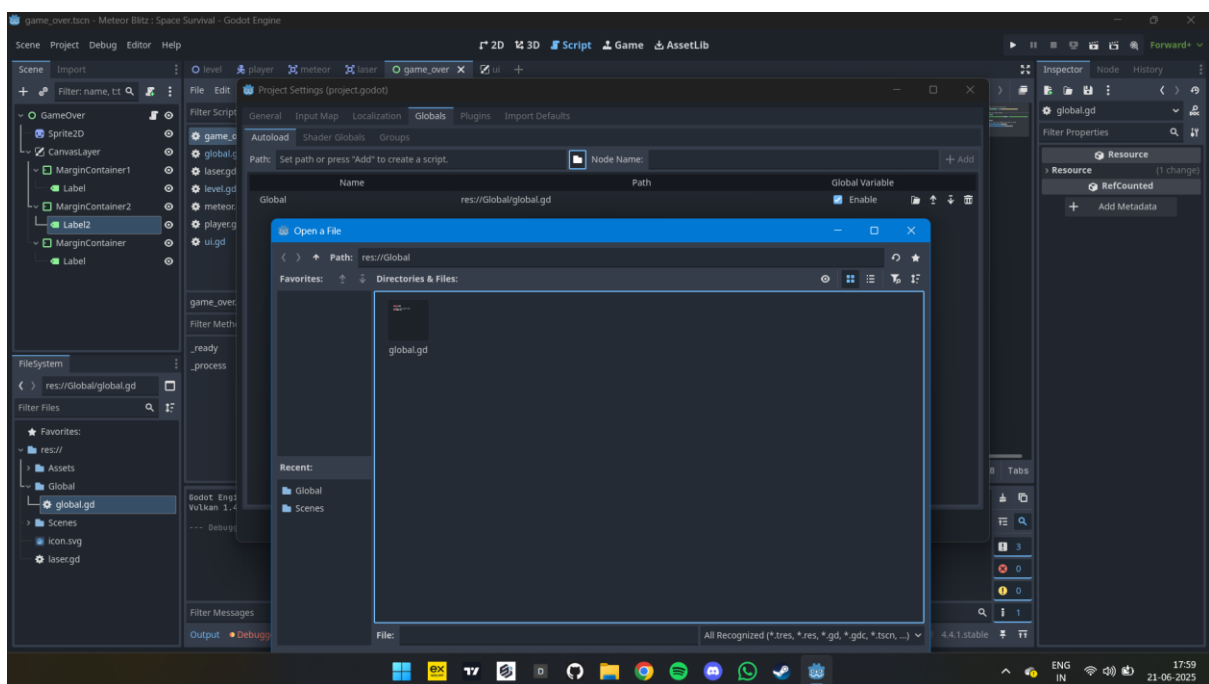 game_over.tscn - Meteor Blitz : Space Survival - Godot Engine
Scene Project Debug Editor Help
2D 3D Script Game AssetLib
Forward+
Scene Import
level player meteor laser game_over ui
Inspector Node History
Filter: name, t:t
File Edit
Project Settings (project.godot)
global.gd
Filter Script
General Input Map Localization Globals Plugins Import Defaults
Filter Properties
GameOver
Sprite2D
CanvasLayer
MarginContainer1
Label
MarginContainer2
Label2
MarginContainer
Label
game_o
global.g
laser.gd
level.gd
meteor.
player.g
ui.gd
Autoload Shader Globals Groups
Path: Set path or press "Add" to create a script. Node Name: + Add
Name Path Global Variable
Global res://Global/global.gd Enable
Resource
Resource (1 change)
RefCounted
Add Metadata
Open a File
Path: res://Global
Favorites: Directories & Files:
global.gd
Recent:
Global
Scenes
File: All Recognized (*.tres, *.res, *.gd, *.gdc, *.tscn, ...)
game_over.
Filter Meth
_ready
_process
FileSystem
res://Global/global.gd
Filter Files
Favorites:
res://
Assets
Global
global.gd
Scenes
icon.svg
laser.gd
Tabs
Godot Engi
Vulkan 1.4
--- Debug
3
0
0
1
Filter Messages
Output Debugg
4.4.1.stable
ENG
IN
17:59
21-06-2025